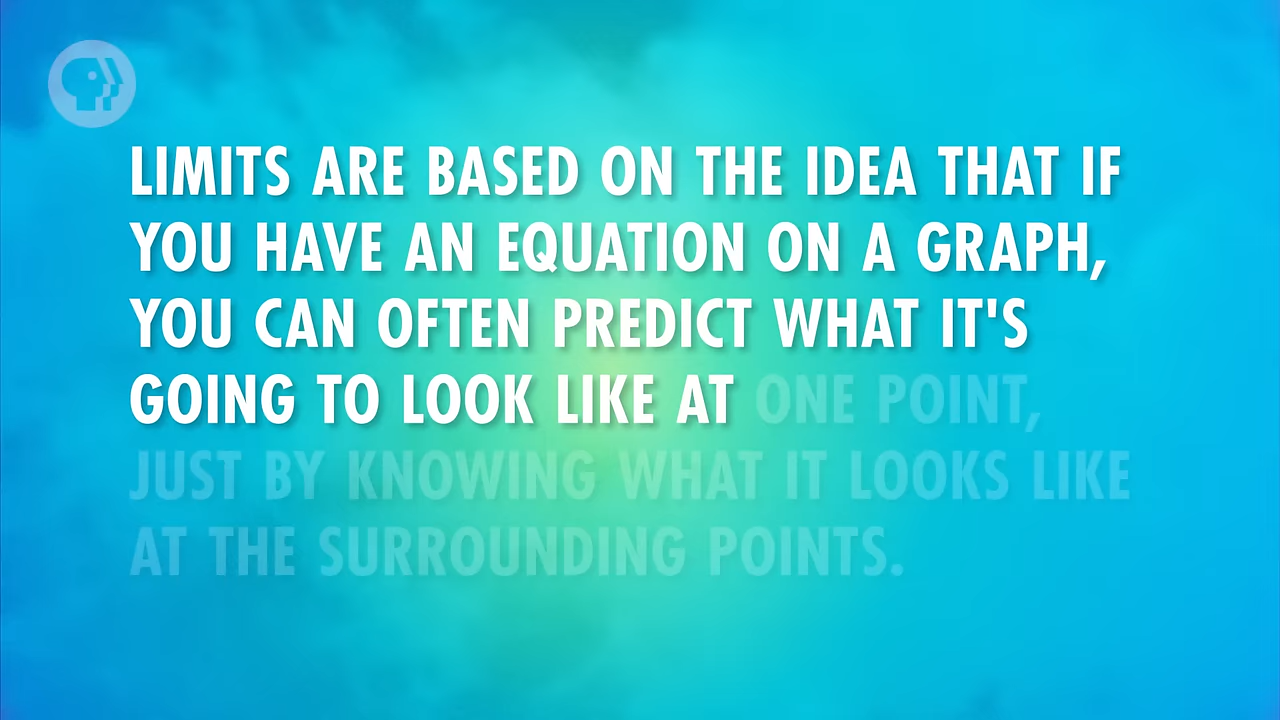 LIMITS ARE BASED ON THE IDEA THAT IF
YOU HAVE AN EQUATION ON A GRAPH,
YOU CAN OFTEN PREDICT WHAT IT'S
GOING TO LOOK LIKE AT ONE POINT,
JUST BY KNOWING WHAT IT LOOKS LIKE
AT THE SURROUNDING POINTS.